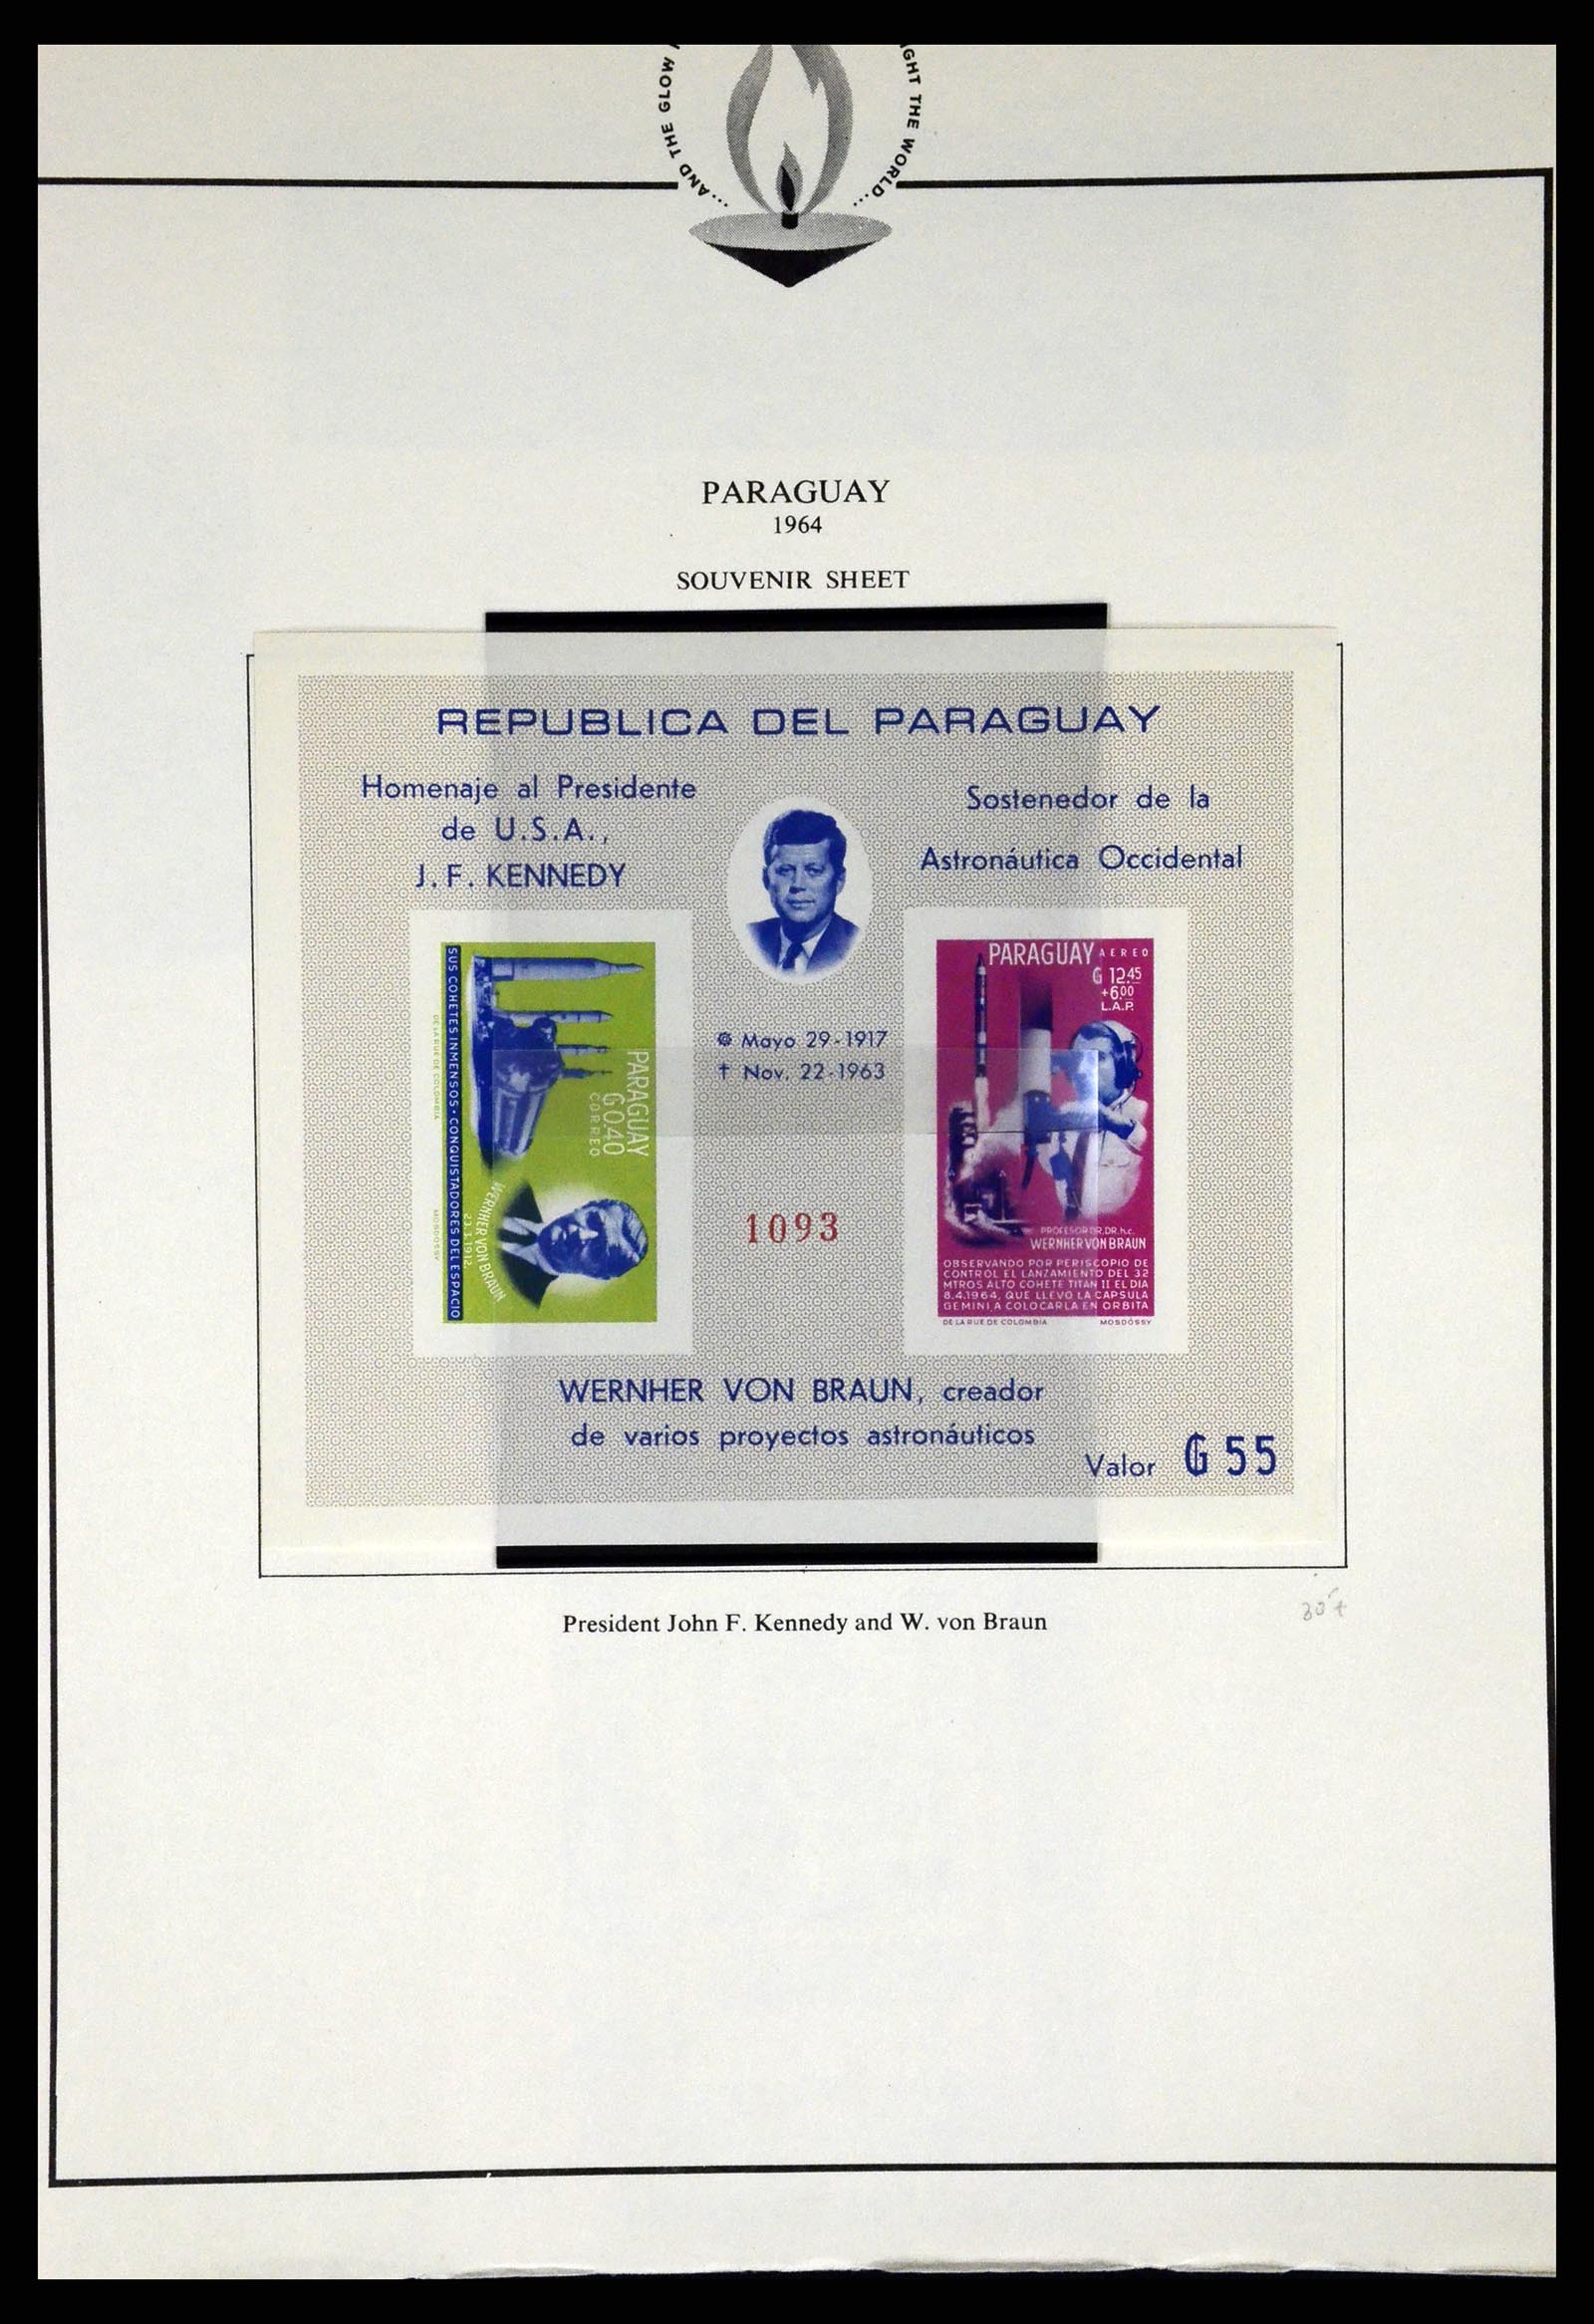 ...AND THE GLOW
GHT THE WORLD...
PARAGUAY
1964
SOUVENIR SHEET
REPUBLICA DEL PARAGUAY
Homenaje al Presidente
de U.S.A.,
J. F. KENNEDY
Sostenedor de la
Astronáutica Occidental
Mayo 29-1917
† Nov. 22-1963
1093
PARAGUAY
G 0.40
CORREO
WERNHER VON BRAUN
23.3.1912.
SUS COHETES INMENSOS · CONQUISTADORES DEL ESPACIO
DE LA RUE DE COLOMBIA MOSDÓSSY
PARAGUAY AEREO
G 12.45
+6.00
L.A.P.
PROFESOR DR. DR. h.c.
WERNHER VON BRAUN
OBSERVANDO POR PERISCOPIO DE
CONTROL EL LANZAMIENTO DEL 32
MTROS ALTO COHETE TITAN II EL DIA
8.4.1964, QUE LLEVO LA CAPSULA
GEMINI A COLOCARLA EN ORBITA
DE LA RUE DE COLOMBIA MOSDÓSSY
WERNHER VON BRAUN, creador
de varios proyectos astronáuticos
Valor G 55
President John F. Kennedy and W. von Braun